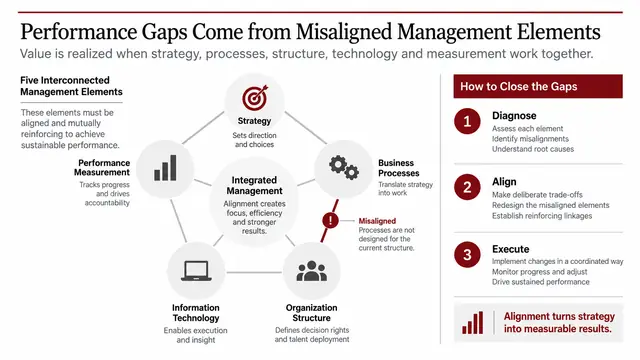 Performance Gaps Come from Misaligned Management Elements
Value is realized when strategy, processes, structure, technology and measurement work together.
Five Interconnected
Management Elements
These elements must be
aligned and mutually
reinforcing to achieve
sustainable performance.
Strategy
Sets direction
and choices
Performance
Measurement
Tracks progress
and drives
accountability
Integrated
Management
Alignment creates
focus, efficiency
and stronger
results.
Business
Processes
Translate strategy
into work
!
Misaligned
Processes are not
designed for the
current structure.
Information
Technology
Enables execution
and insight
Organization
Structure
Defines decision rights
and talent deployment
How to Close the Gaps
1
Diagnose
Assess each element
Identify misalignments
Understand root causes
2
Align
Make deliberate trade-offs
Redesign the misaligned elements
Establish reinforcing linkages
3
Execute
Implement changes in a coordinated way
Monitor progress and adjust
Drive sustained performance
Alignment turns strategy
into measurable results.